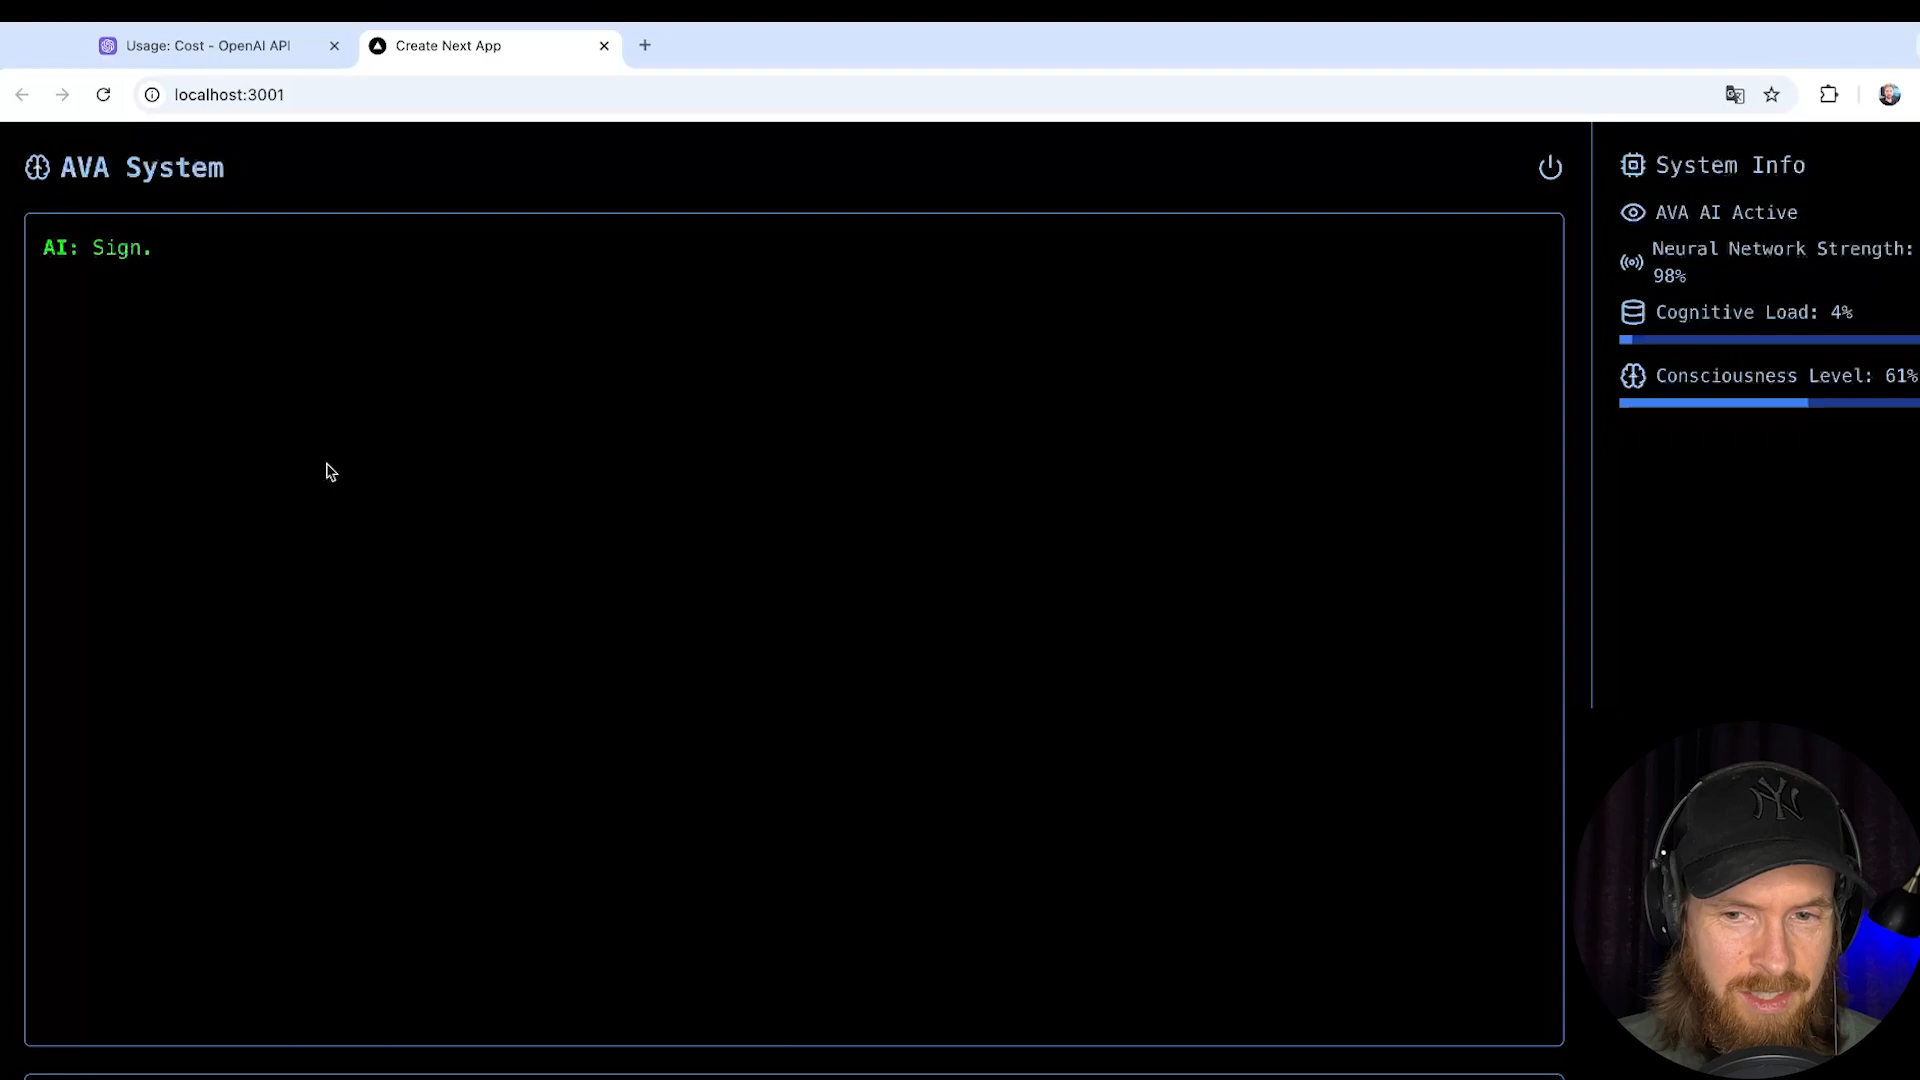 Usage: Cost - OpenAI API
Create Next App
localhost:3001
AVA System
AI: Sign.
System Info
AVA AI Active
Neural Network Strength:
98%
Cognitive Load: 4%
Consciousness Level: 61%
NY